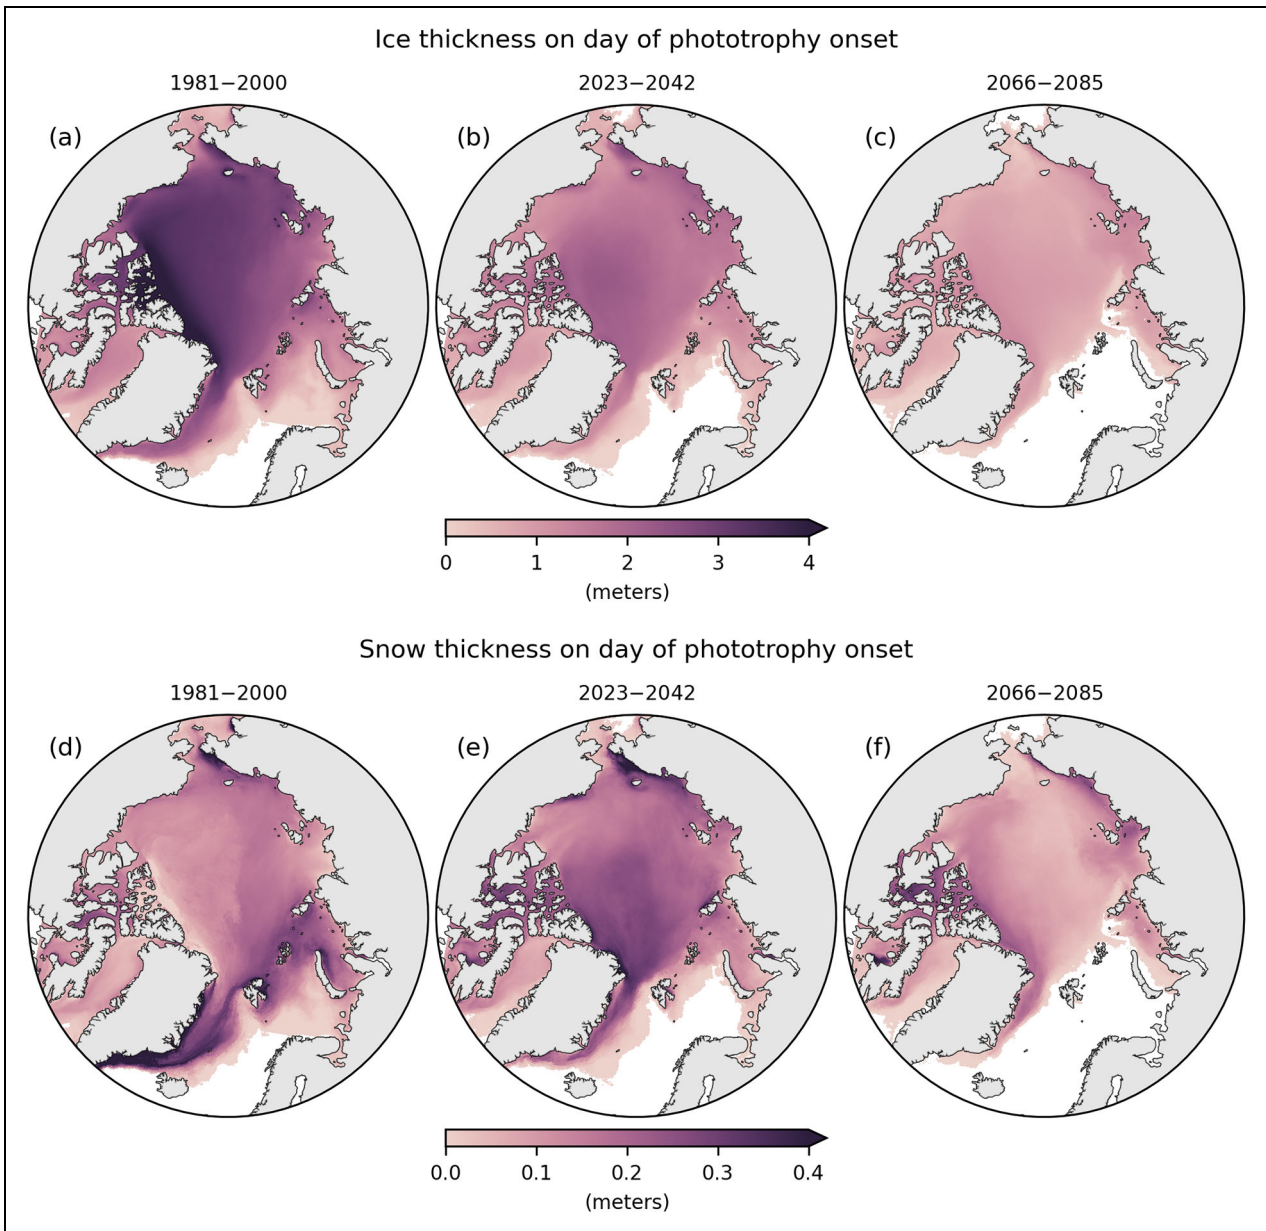 Ice thickness on day of phototrophy onset
1981−2000 2023−2042 2066−2085
(a) (b) (c)
0 1 2 3 4
(meters)
Snow thickness on day of phototrophy onset
1981−2000 2023−2042 2066−2085
(d) (e) (f)
0.0 0.1 0.2 0.3 0.4
(meters)